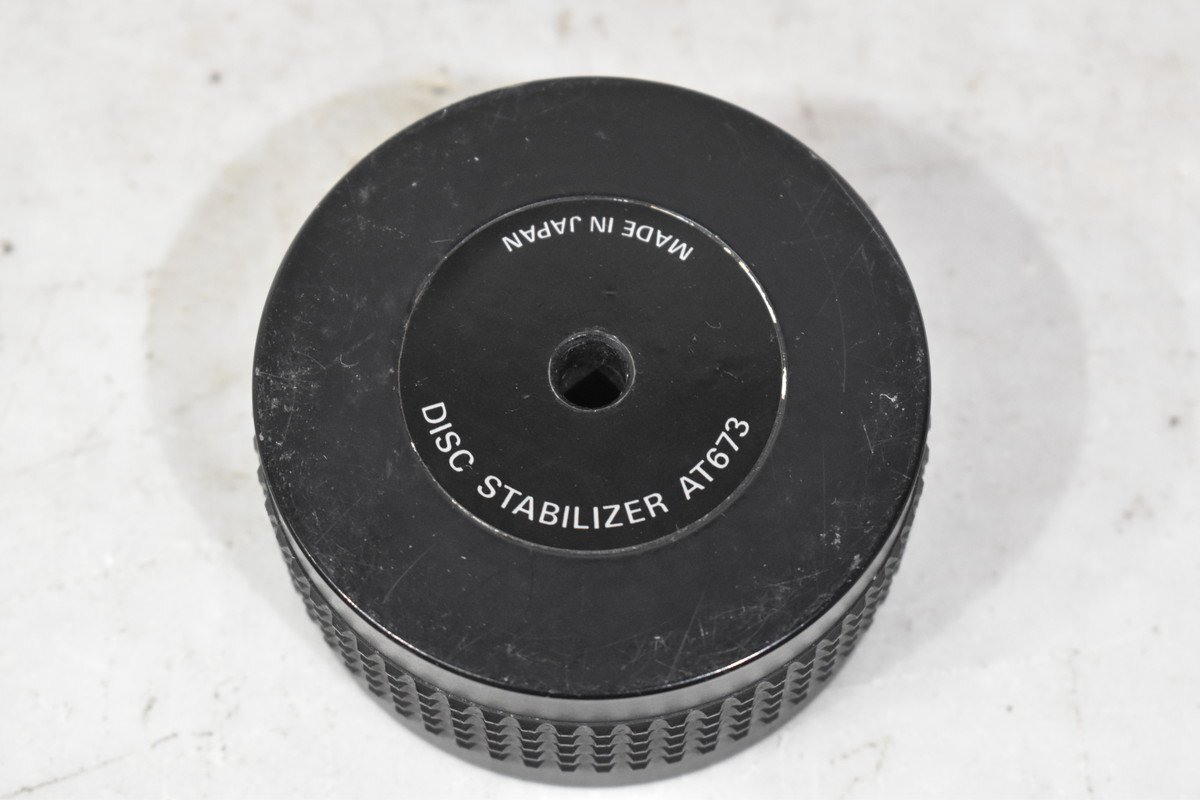 MADE IN JAPAN
DISC STABILIZER AT673